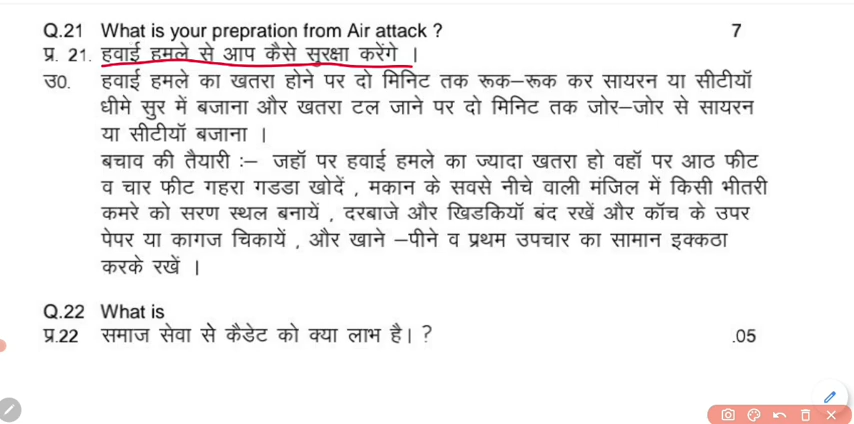 Q.21 What is your prepration from Air attack ? 7
प्र. 21. हवाई हमले से आप कैसे सुरक्षा करेंगे ।
उ0. हवाई हमले का खतरा होने पर दो मिनिट तक रूक–रूक कर सायरन या सीटीयॉ
धीमे सुर में बजाना और खतरा टल जाने पर दो मिनिट तक जोर–जोर से सायरन
या सीटीयॉ बजाना ।
बचाव की तैयारी :– जहॉ पर हवाई हमले का ज्यादा खतरा हो वहॉ पर आठ फीट
व चार फीट गहरा गडडा खोदें , मकान के सवसे नीचे वाली मंजिल में किसी भीतरी
कमरे को सरण स्थल बनायें , दरबाजे और खिडकियॉ बंद रखें और कॉच के उपर
पेपर या कागज चिकायें , और खाने –पीने व प्रथम उपचार का सामान इक्कठा
करके रखें ।
Q.22 What is
प्र.22 समाज सेवा से कैडेट को क्या लाभ है। ? .05